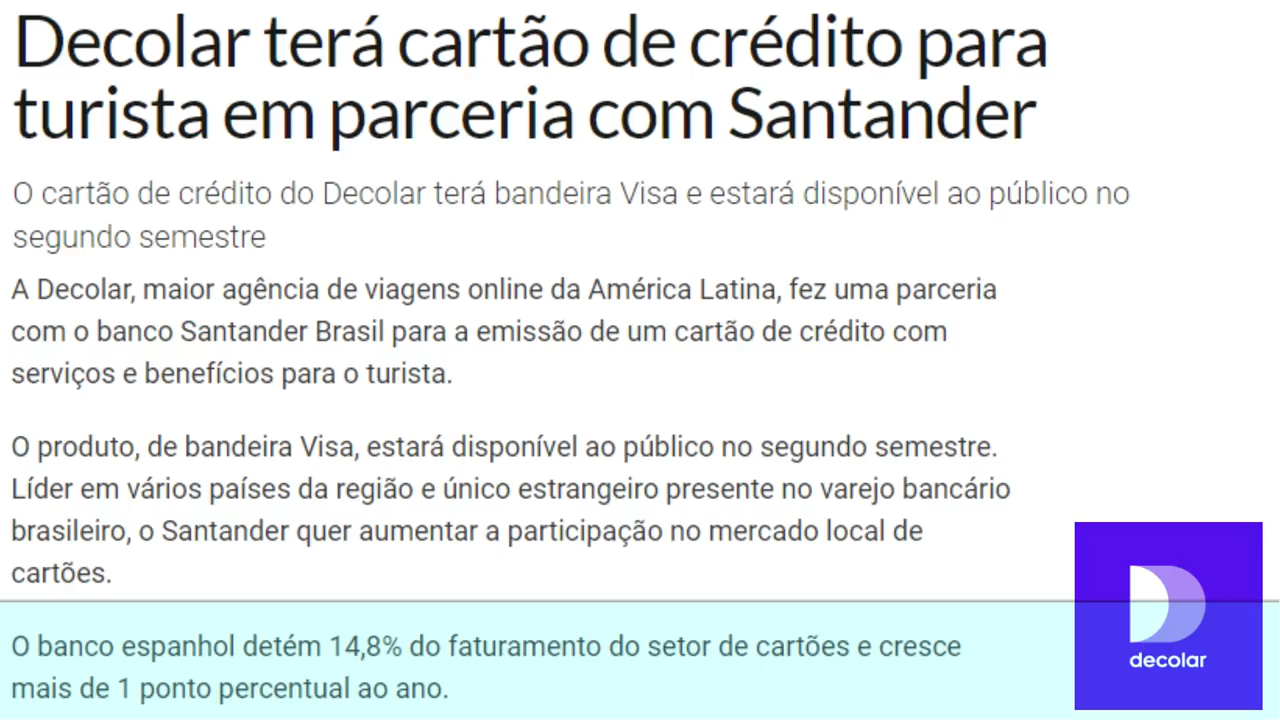 Decolar terá cartão de crédito para
turista em parceria com Santander
O cartão de crédito do Decolar terá bandeira Visa e estará disponível ao público no
segundo semestre
A Decolar, maior agência de viagens online da América Latina, fez uma parceria
com o banco Santander Brasil para a emissão de um cartão de crédito com
serviços e benefícios para o turista.
O produto, de bandeira Visa, estará disponível ao público no segundo semestre.
Líder em vários países da região e único estrangeiro presente no varejo bancário
brasileiro, o Santander quer aumentar a participação no mercado local de
cartões.
O banco espanhol detém 14,8% do faturamento do setor de cartões e cresce
mais de 1 ponto percentual ao ano.
decolar